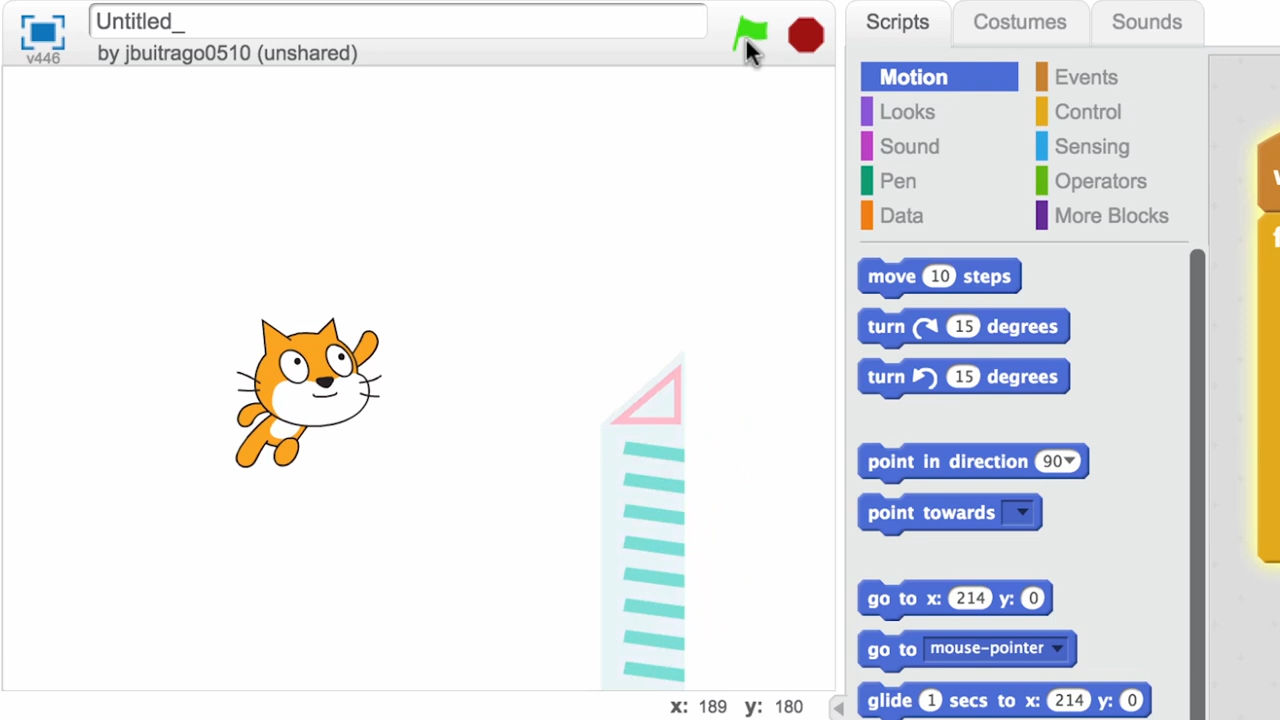 Untitled_
by jbuitrago0510 (unshared)
v446
Scripts
Costumes
Sounds
Motion
Events
Looks
Control
Sound
Sensing
Pen
Operators
Data
More Blocks
move 10 steps
turn 15 degrees
turn 15 degrees
point in direction 90
point towards
go to x: 214 y: 0
go to mouse-pointer
glide 1 secs to x: 214 y: 0
x: 189 y: 180